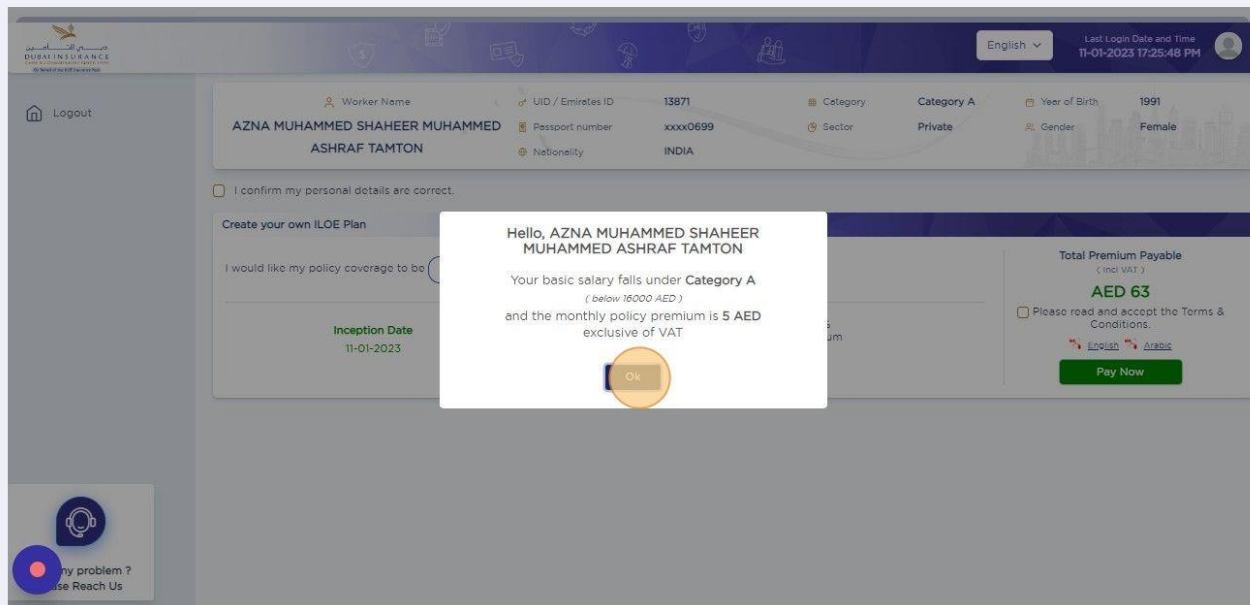 DUBAI INSURANCE
English
Last Login Date and Time
11-01-2023 17:25:48 PM
Logout
Worker Name
AZNA MUHAMMED SHAHEER MUHAMMED
ASHRAF TAMTON
UID / Emirates ID 13871
Passport number xxxx0699
Nationality INDIA
Category Category A
Sector Private
Year of Birth 1991
Gender Female
I confirm my personal details are correct.
Create your own ILOE Plan
I would like my policy coverage to be
Inception Date
11-01-2023
um
Hello, AZNA MUHAMMED SHAHEER
MUHAMMED ASHRAF TAMTON
Your basic salary falls under Category A
( below 16000 AED )
and the monthly policy premium is 5 AED
exclusive of VAT
Ok
Total Premium Payable
( Incl VAT )
AED 63
Please read and accept the Terms &
Conditions.
English Arabic
Pay Now
ny problem ?
se Reach Us